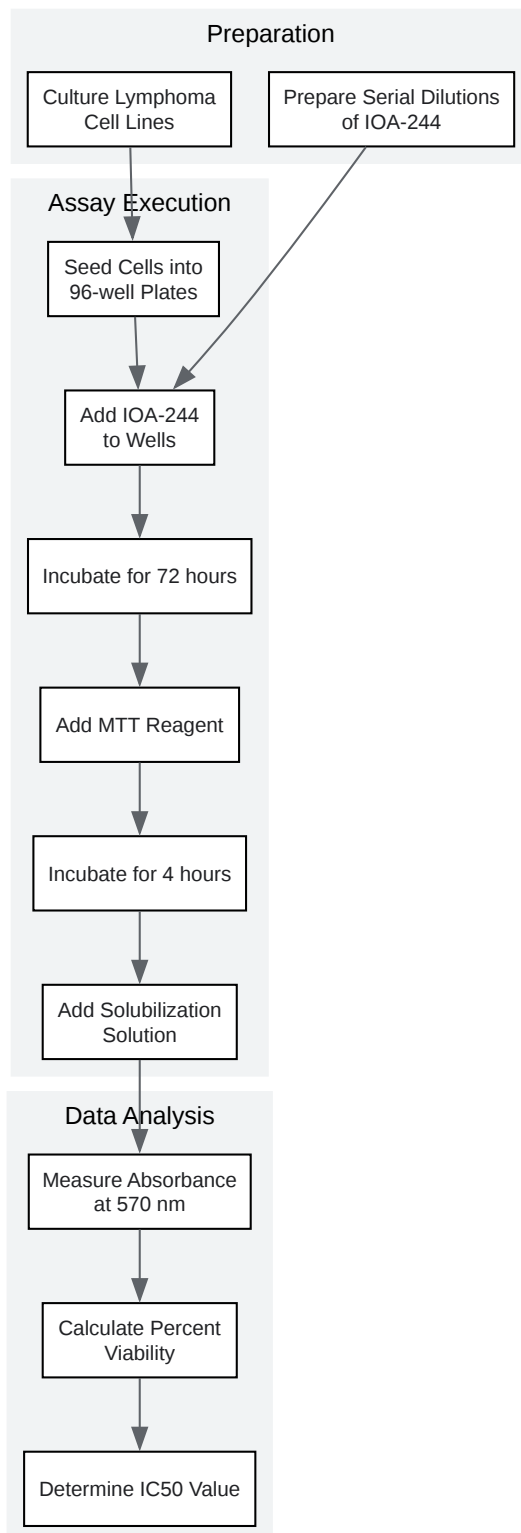 Preparation
Culture Lymphoma
Cell Lines
Prepare Serial Dilutions
of IOA-244
Assay Execution
Seed Cells into
96-well Plates
Add IOA-244
to Wells
Incubate for 72 hours
Add MTT Reagent
Incubate for 4 hours
Add Solubilization
Solution
Data Analysis
Measure Absorbance
at 570 nm
Calculate Percent
Viability
Determine IC50 Value